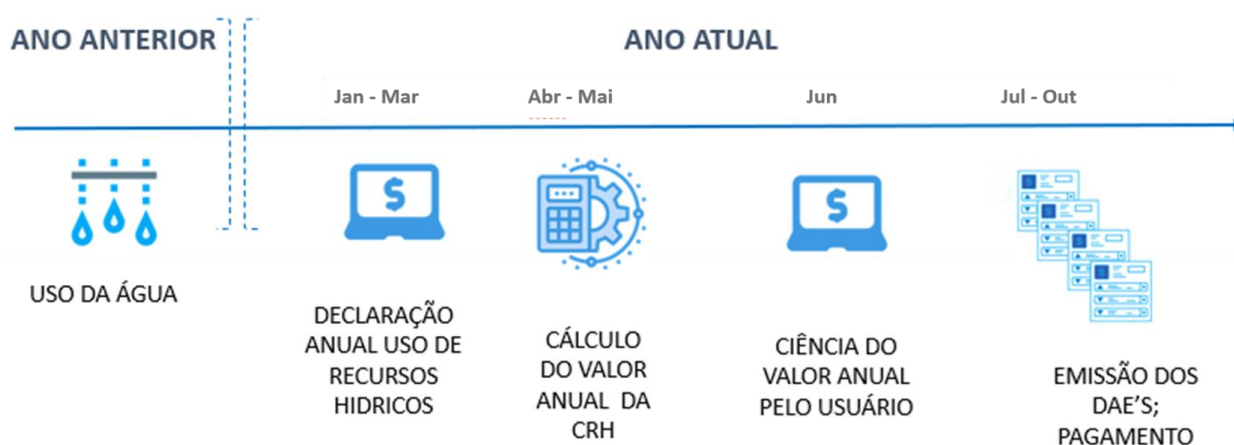 ANO ANTERIOR
ANO ATUAL
Jan - Mar
Abr - Mai
Jun
Jul - Out
USO DA ÁGUA
DECLARAÇÃO
ANUAL USO DE
RECURSOS
HIDRICOS
CÁLCULO
DO VALOR
ANUAL DA
CRH
CIÊNCIA DO
VALOR ANUAL
PELO USUÁRIO
EMISSÃO DOS
DAE'S;
PAGAMENTO